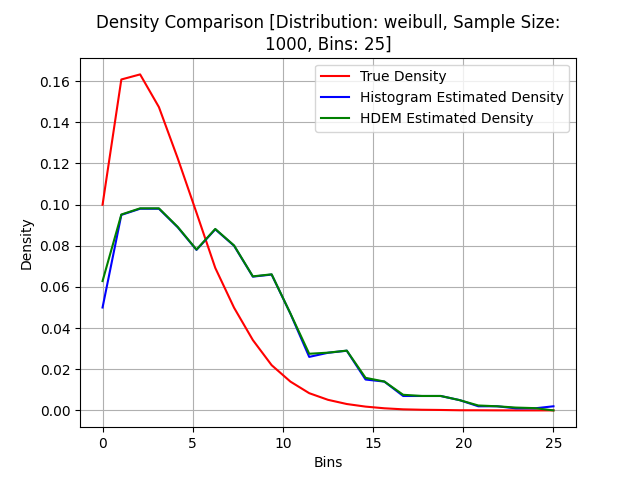 Density Comparison [Distribution: weibull, Sample Size:
1000, Bins: 25]
True Density
Histogram Estimated Density
HDEM Estimated Density
Density
0.16
0.14
0.12
0.10
0.08
0.06
0.04
0.02
0.00
0 5 10 15 20 25
Bins